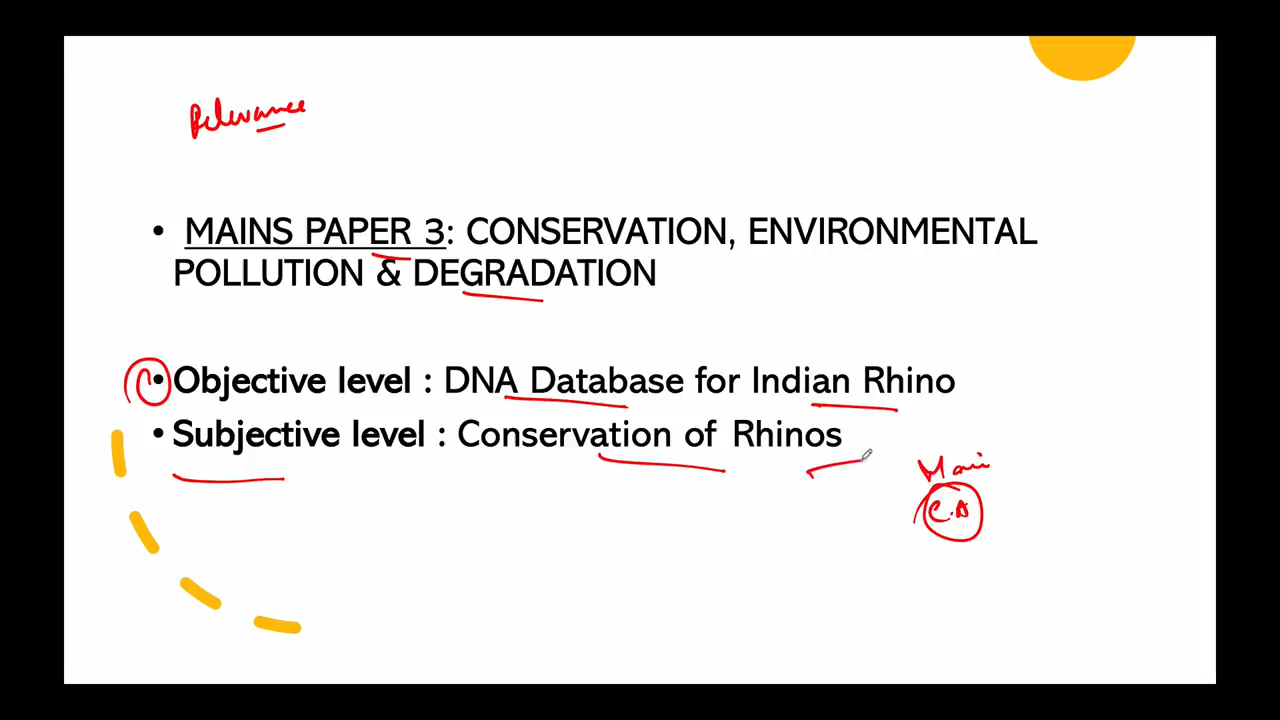 Relevance
• MAINS PAPER 3: CONSERVATION, ENVIRONMENTAL
POLLUTION & DEGRADATION
• Objective level : DNA Database for Indian Rhino
• Subjective level : Conservation of Rhinos
C.A